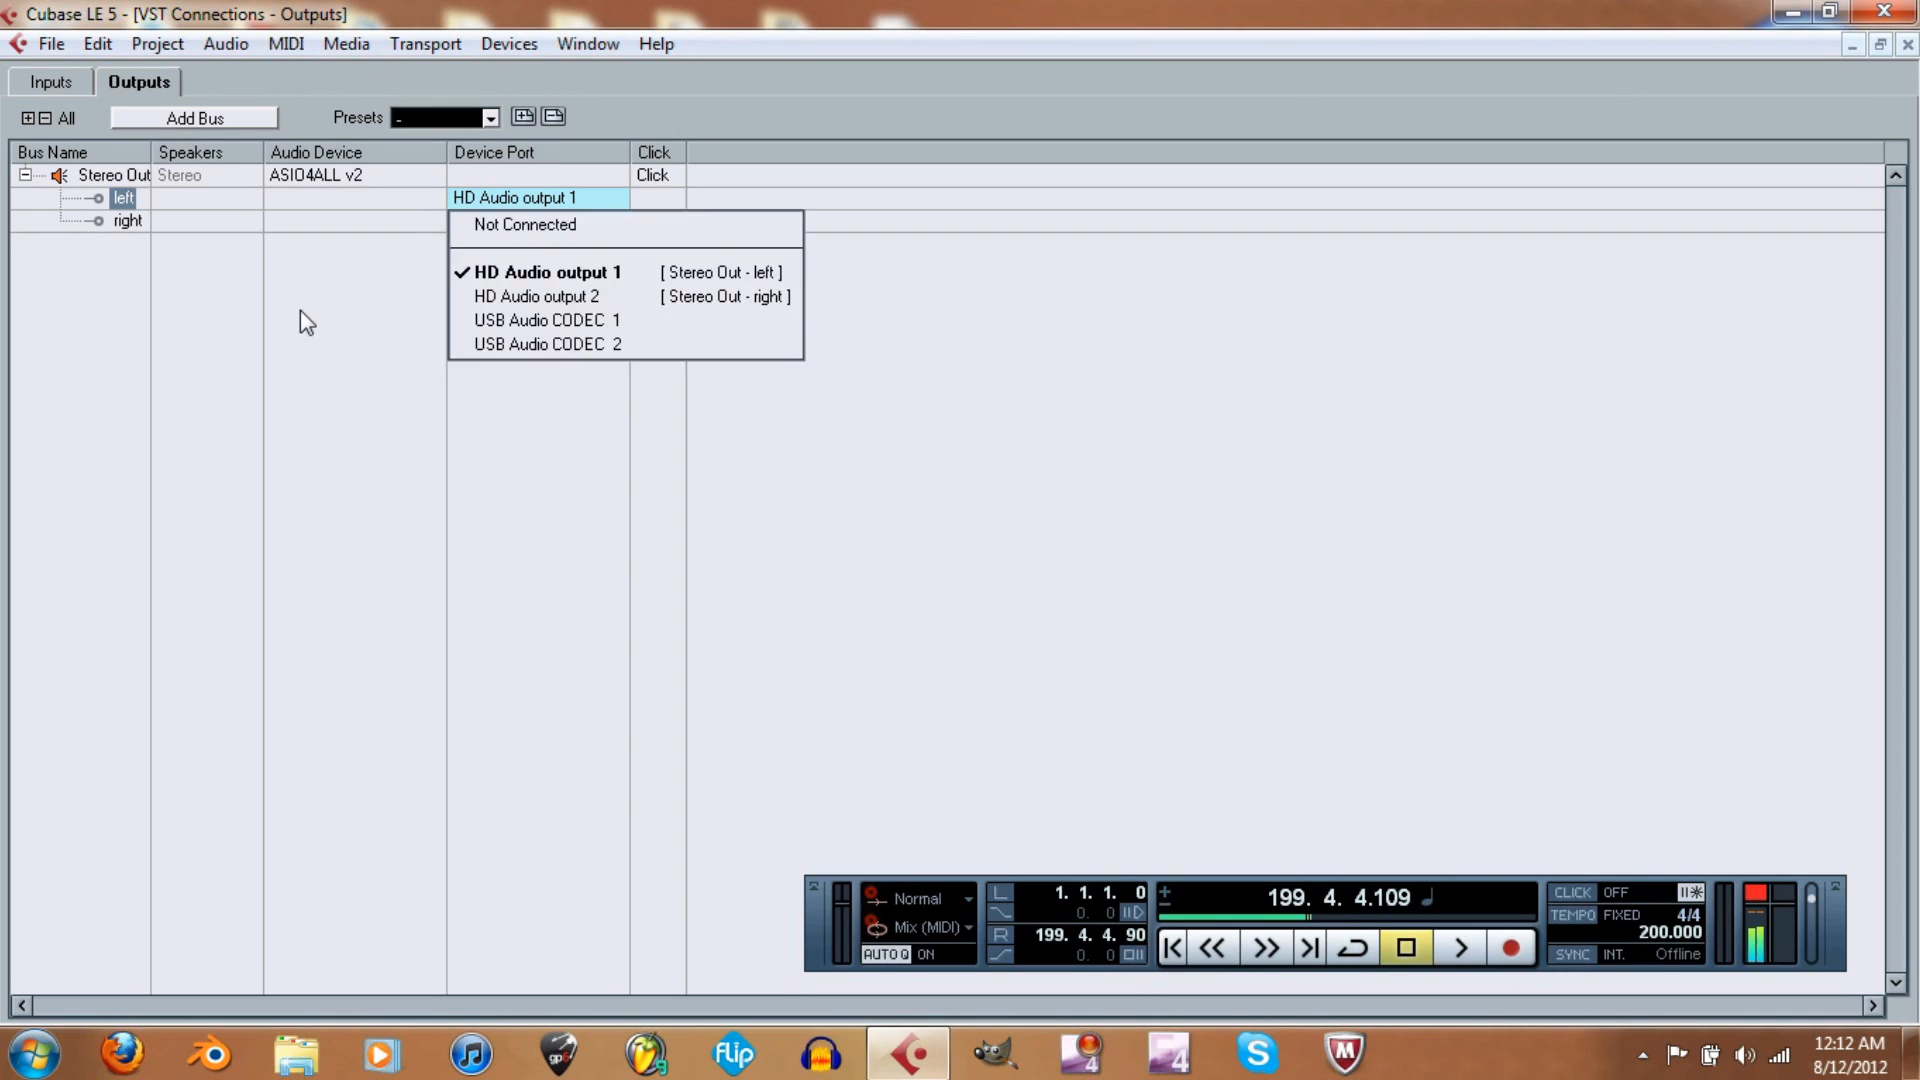 Cubase LE 5 - [VST Connections - Outputs]
File Edit Project Audio MIDI Media Transport Devices Window Help
Inputs Outputs
All Add Bus Presets -
Bus Name Speakers Audio Device Device Port Click
Stereo Out Stereo ASIO4ALL v2 Click
left HD Audio output 1
right
Not Connected
HD Audio output 1 [ Stereo Out - left ]
HD Audio output 2 [ Stereo Out - right ]
USB Audio CODEC 1
USB Audio CODEC 2
Normal L 1. 1. 1. 0 199. 4. 4.109 CLICK OFF
0. 0 TEMPO FIXED 4/4
Mix (MIDI) R 199. 4. 4. 90 200.000
AUTO Q ON 0. 0 SYNC INT. Offline
gp6 9 flip 4 4 S M
12:12 AM
8/12/2012